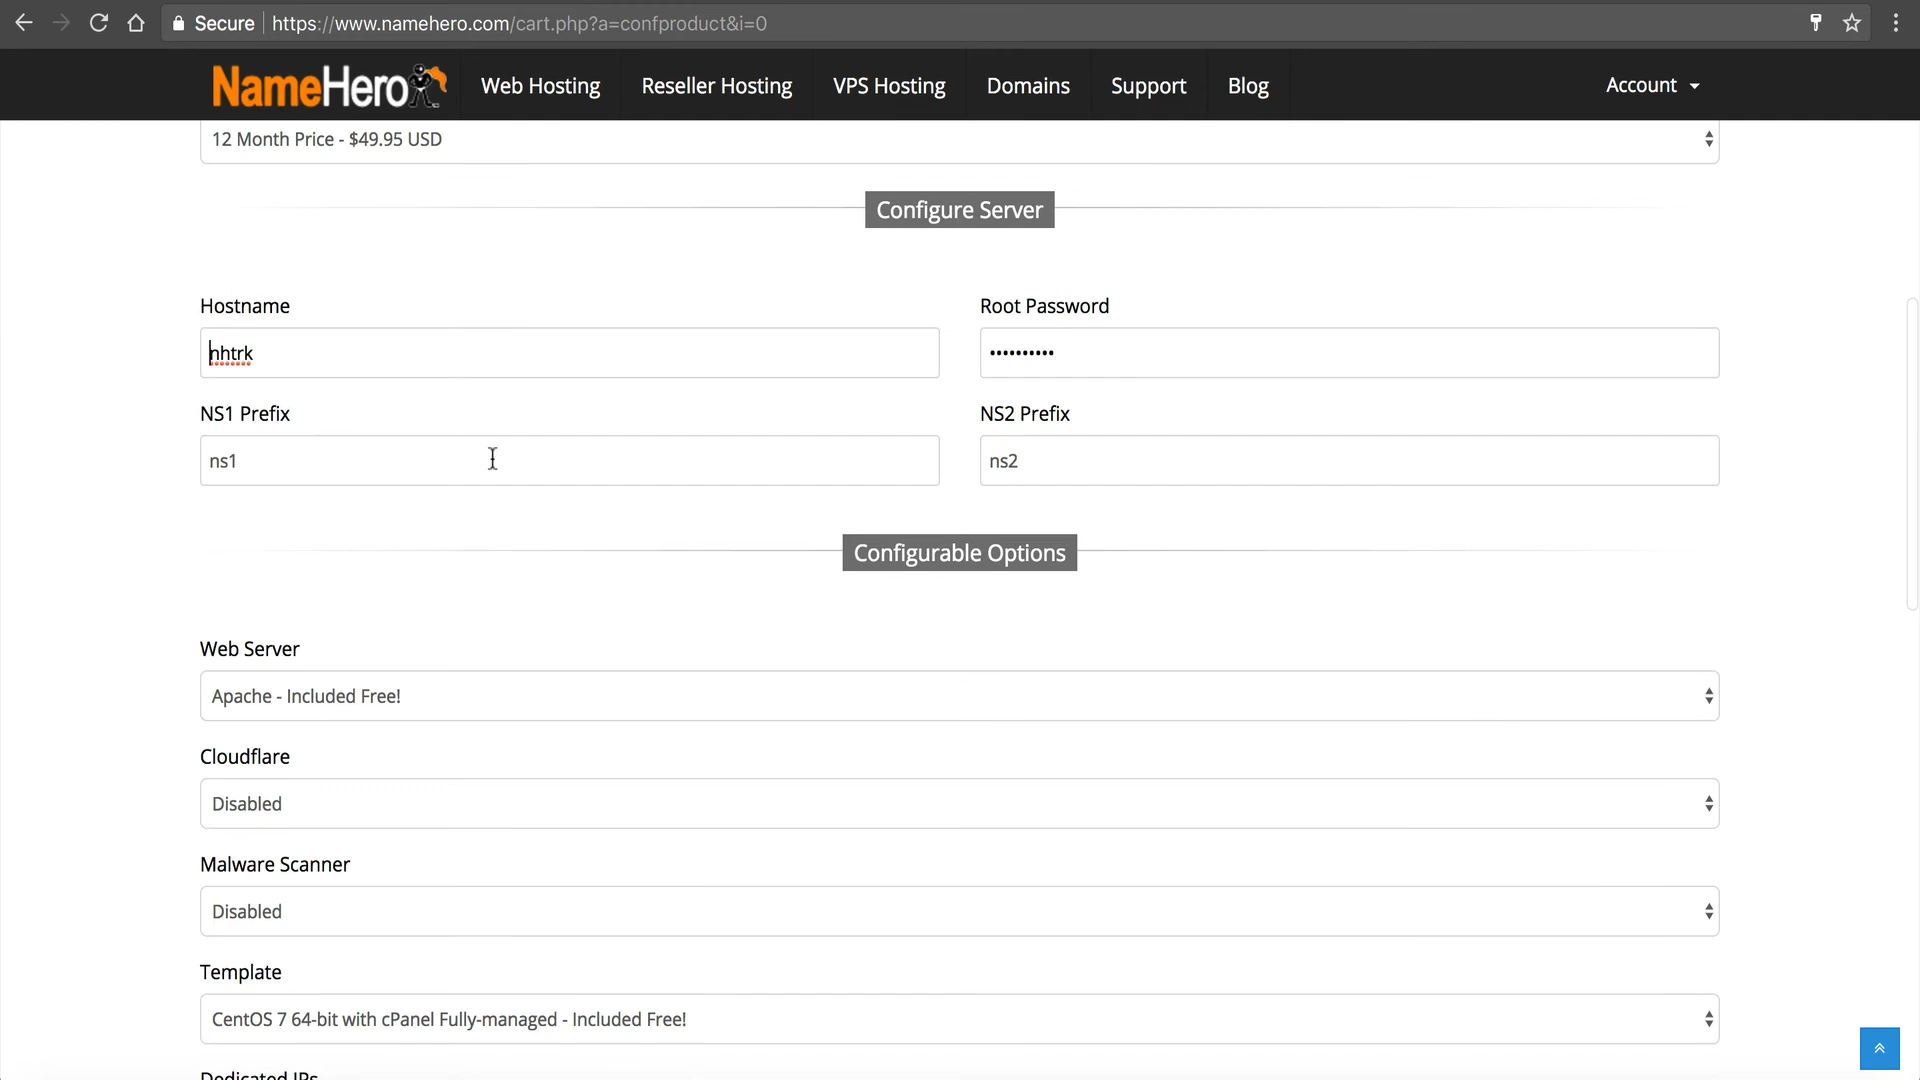 Secure https://www.namehero.com/cart.php?a=confproduct&i=0
NameHero Web Hosting Reseller Hosting VPS Hosting Domains Support Blog Account
12 Month Price - $49.95 USD
Configure Server
Hostname Root Password
nhtrk ••••••••••
NS1 Prefix NS2 Prefix
ns1 ns2
Configurable Options
Web Server
Apache - Included Free!
Cloudflare
Disabled
Malware Scanner
Disabled
Template
CentOS 7 64-bit with cPanel Fully-managed - Included Free!
Dedicated IPs